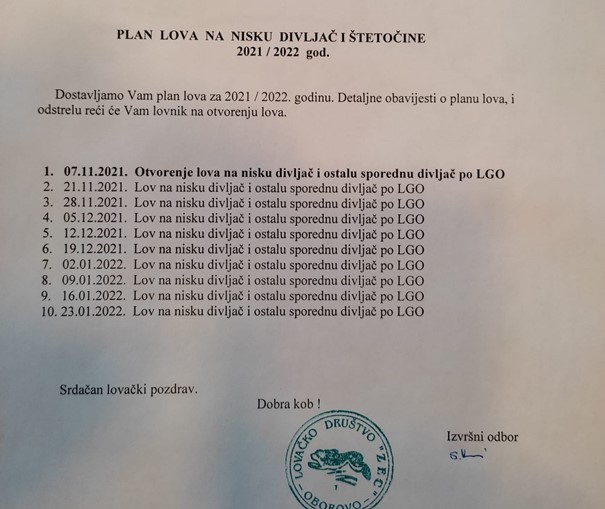 PLAN LOVA NA NISKU DIVLJAČ I ŠTETOČINE
2021 / 2022 god.
Dostavljamo Vam plan lova za 2021 / 2022. godinu. Detaljne obavijesti o planu lova, i
odstrelu reći će Vam lovnik na otvorenju lova.
1. 07.11.2021. Otvorenje lova na nisku divljač i ostalu sporednu divljač po LGO
2. 21.11.2021. Lov na nisku divljač i ostalu sporednu divljač po LGO
3. 28.11.2021. Lov na nisku divljač i ostalu sporednu divljač po LGO
4. 05.12.2021. Lov na nisku divljač i ostalu sporednu divljač po LGO
5. 12.12.2021. Lov na nisku divljač i ostalu sporednu divljač po LGO
6. 19.12.2021. Lov na nisku divljač i ostalu sporednu divljač po LGO
7. 02.01.2022. Lov na nisku divljač i ostalu sporednu divljač po LGO
8. 09.01.2022. Lov na nisku divljač i ostalu sporednu divljač po LGO
9. 16.01.2022. Lov na nisku divljač i ostalu sporednu divljač po LGO
10. 23.01.2022. Lov na nisku divljač i ostalu sporednu divljač po LGO
Srdačan lovački pozdrav.
Dobra kob !
Izvršni odbor
LOVAČKO DRUŠTVO "ZEC"
OBOROVO